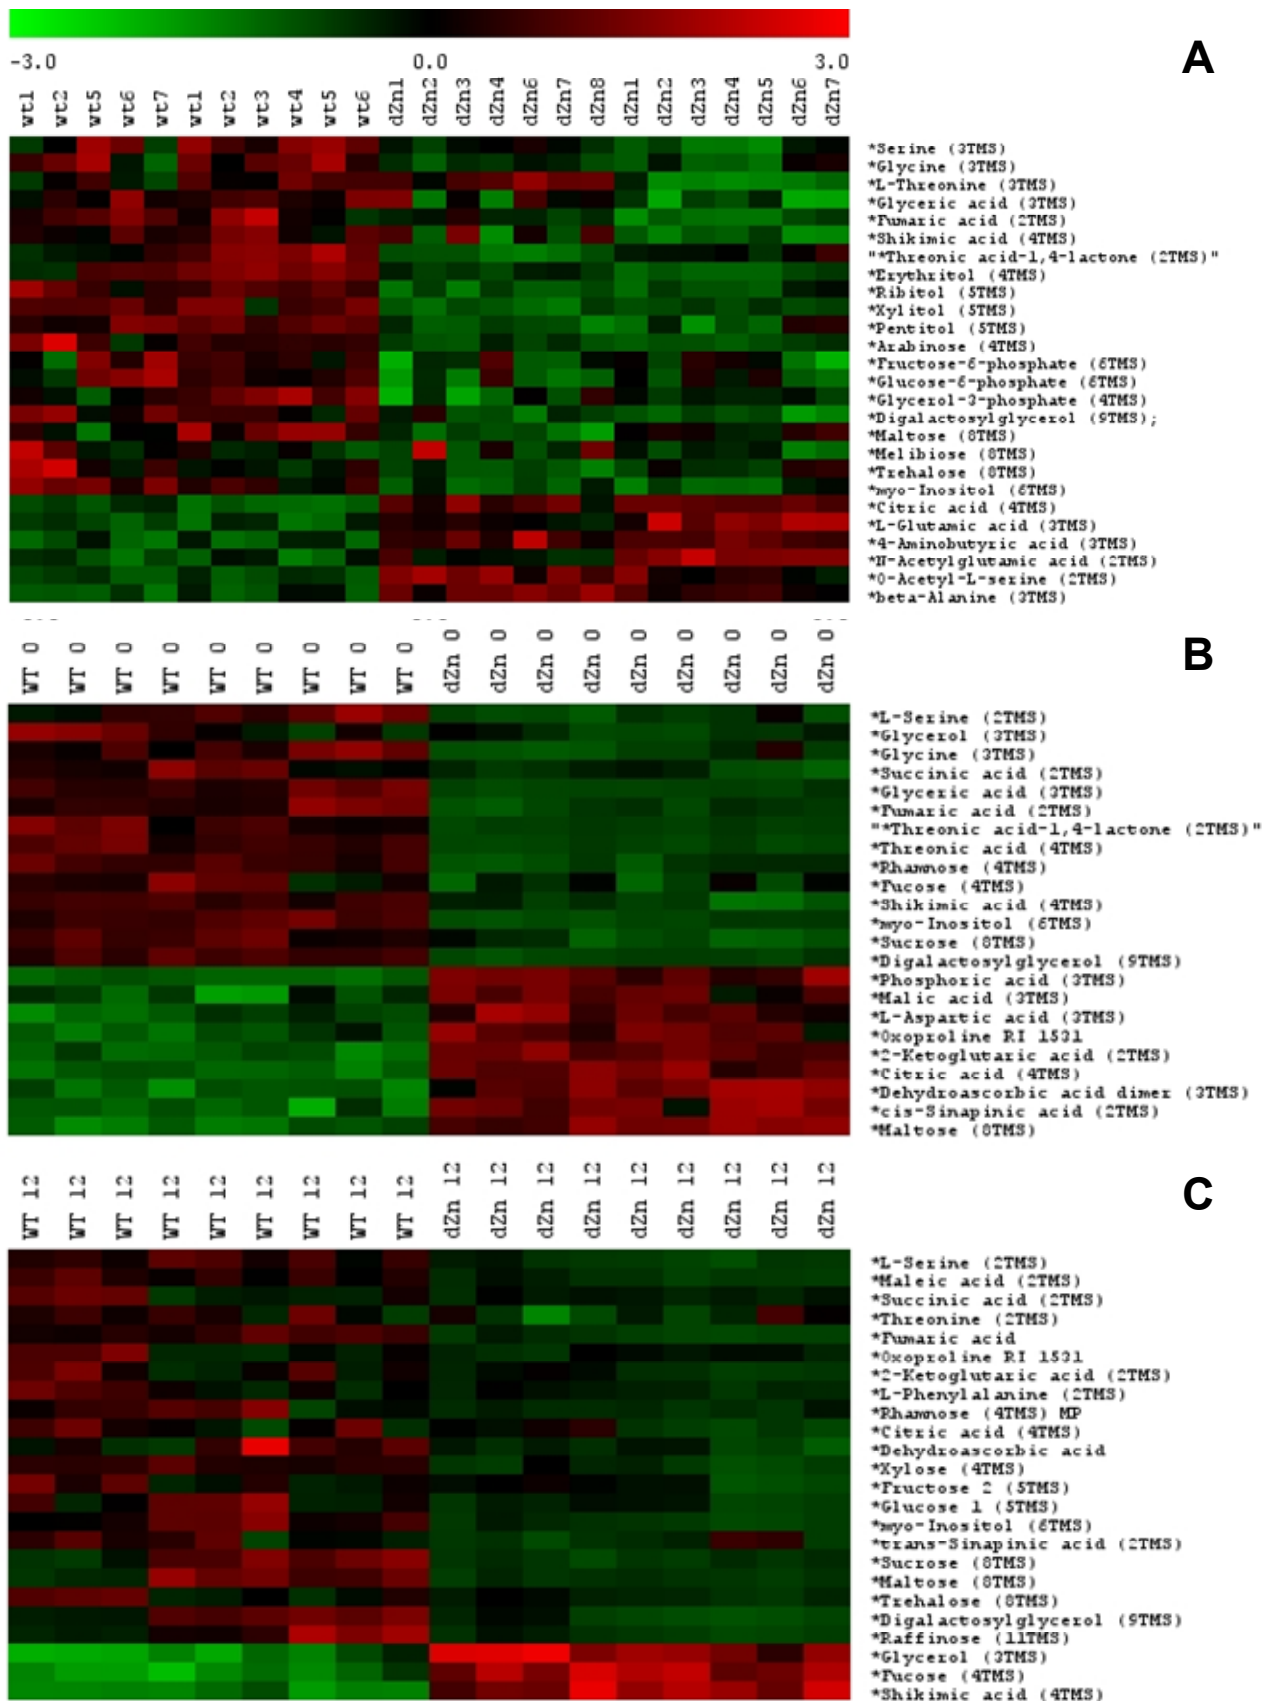 -3.0 0.0 3.0
A
wt1 wt2 wt5 wt6 wt7 wt1 wt2 wt3 wt4 wt5 wt6 dZn1 dZn2 dZn3 dZn4 dZn6 dZn7 dZn8 dZn1 dZn2 dZn3 dZn4 dZn5 dZn6 dZn7
*Serine (3TMS)
*Glycine (3TMS)
*L-Threonine (3TMS)
*Glyceric acid (3TMS)
*Fumaric acid (2TMS)
*Shikimic acid (4TMS)
"*Threonic acid-1,4-lactone (2TMS)"
*Erythritol (4TMS)
*Ribitol (5TMS)
*Xylitol (5TMS)
*Pentitol (5TMS)
*Arabinose (4TMS)
*Fructose-6-phosphate (6TMS)
*Glucose-6-phosphate (6TMS)
*Glycerol-3-phosphate (4TMS)
*Digalactosylglycerol (9TMS);
*Maltose (8TMS)
*Melibiose (8TMS)
*Trehalose (8TMS)
*myo-Inositol (6TMS)
*Citric acid (4TMS)
*L-Glutamic acid (3TMS)
*4-Aminobutyric acid (3TMS)
*N-Acetylglutamic acid (2TMS)
*O-Acetyl-L-serine (2TMS)
*beta-Alanine (3TMS)
B
WT 0 WT 0 WT 0 WT 0 WT 0 WT 0 WT 0 WT 0 WT 0 dZn 0 dZn 0 dZn 0 dZn 0 dZn 0 dZn 0 dZn 0 dZn 0 dZn 0
*L-Serine (2TMS)
*Glycerol (3TMS)
*Glycine (3TMS)
*Succinic acid (2TMS)
*Glyceric acid (3TMS)
*Fumaric acid (2TMS)
"*Threonic acid-1,4-lactone (2TMS)"
*Threonic acid (4TMS)
*Rhamnose (4TMS)
*Fucose (4TMS)
*Shikimic acid (4TMS)
*myo-Inositol (6TMS)
*Sucrose (8TMS)
*Digalactosylglycerol (9TMS)
*Phosphoric acid (3TMS)
*Malic acid (3TMS)
*L-Aspartic acid (3TMS)
*Oxoproline RI 1531
*2-Ketoglutaric acid (2TMS)
*Citric acid (4TMS)
*Dehydroascorbic acid dimer (3TMS)
*cis-Sinapinic acid (2TMS)
*Maltose (8TMS)
C
WT 12 WT 12 WT 12 WT 12 WT 12 WT 12 WT 12 WT 12 WT 12 dZn 12 dZn 12 dZn 12 dZn 12 dZn 12 dZn 12 dZn 12 dZn 12 dZn 12
*L-Serine (2TMS)
*Maleic acid (2TMS)
*Succinic acid (2TMS)
*Threonine (2TMS)
*Fumaric acid
*Oxoproline RI 1531
*2-Ketoglutaric acid (2TMS)
*L-Phenylalanine (2TMS)
*Rhamnose (4TMS) MP
*Citric acid (4TMS)
*Dehydroascorbic acid
*Xylose (4TMS)
*Fructose 2 (5TMS)
*Glucose 1 (5TMS)
*myo-Inositol (6TMS)
*trans-Sinapinic acid (2TMS)
*Sucrose (8TMS)
*Maltose (8TMS)
*Trehalose (8TMS)
*Digalactosylglycerol (9TMS)
*Raffinose (11TMS)
*Glycerol (3TMS)
*Fucose (4TMS)
*Shikimic acid (4TMS)